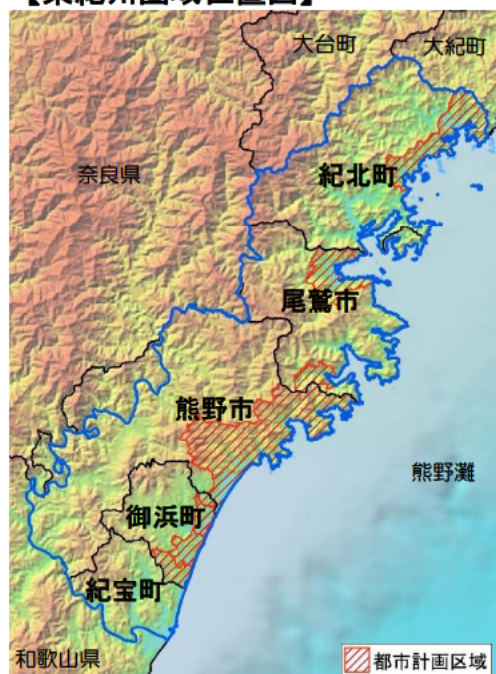 大台町
大紀町
奈良県
紀北町
尾鷲市
熊野市
熊野灘
御浜町
紀宝町
和歌山県
都市計画区域